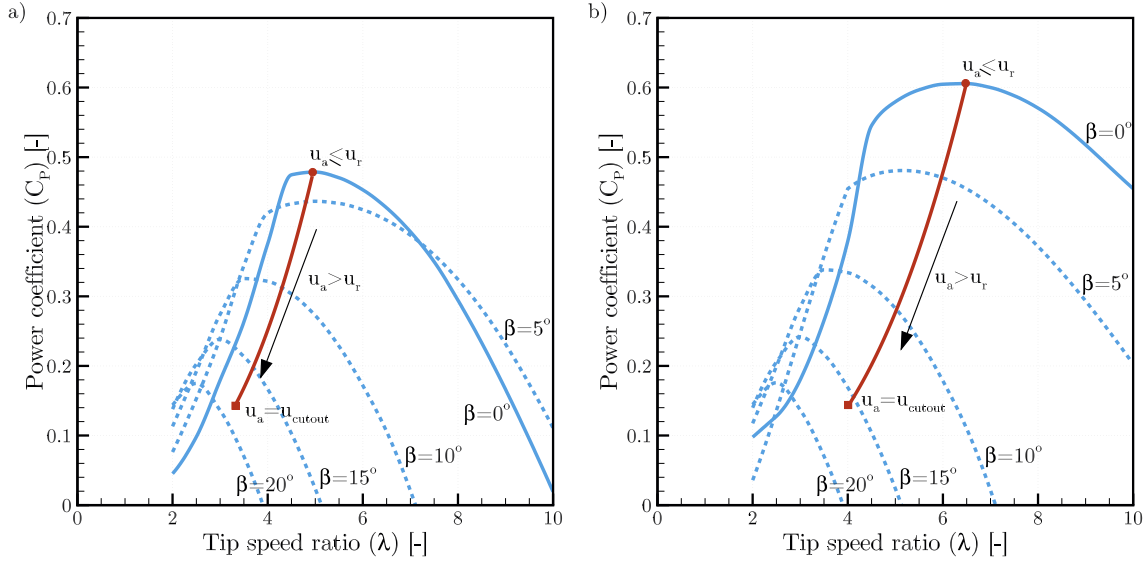 a)
Power coefficient (C_P) [-]
0.7
0.6
0.5
0.4
0.3
0.2
0.1
0
u_a⩽u_r
u_a>u_r
u_a=u_cutout
β=5°
β=0°
β=10°
β=15°
β=20°
0 2 4 6 8 10
Tip speed ratio (λ) [-]
b)
Power coefficient (C_P) [-]
0.7
0.6
0.5
0.4
0.3
0.2
0.1
0
u_a⩽u_r
β=0°
u_a>u_r
β=5°
u_a=u_cutout
β=10°
β=15°
β=20°
0 2 4 6 8 10
Tip speed ratio (λ) [-]